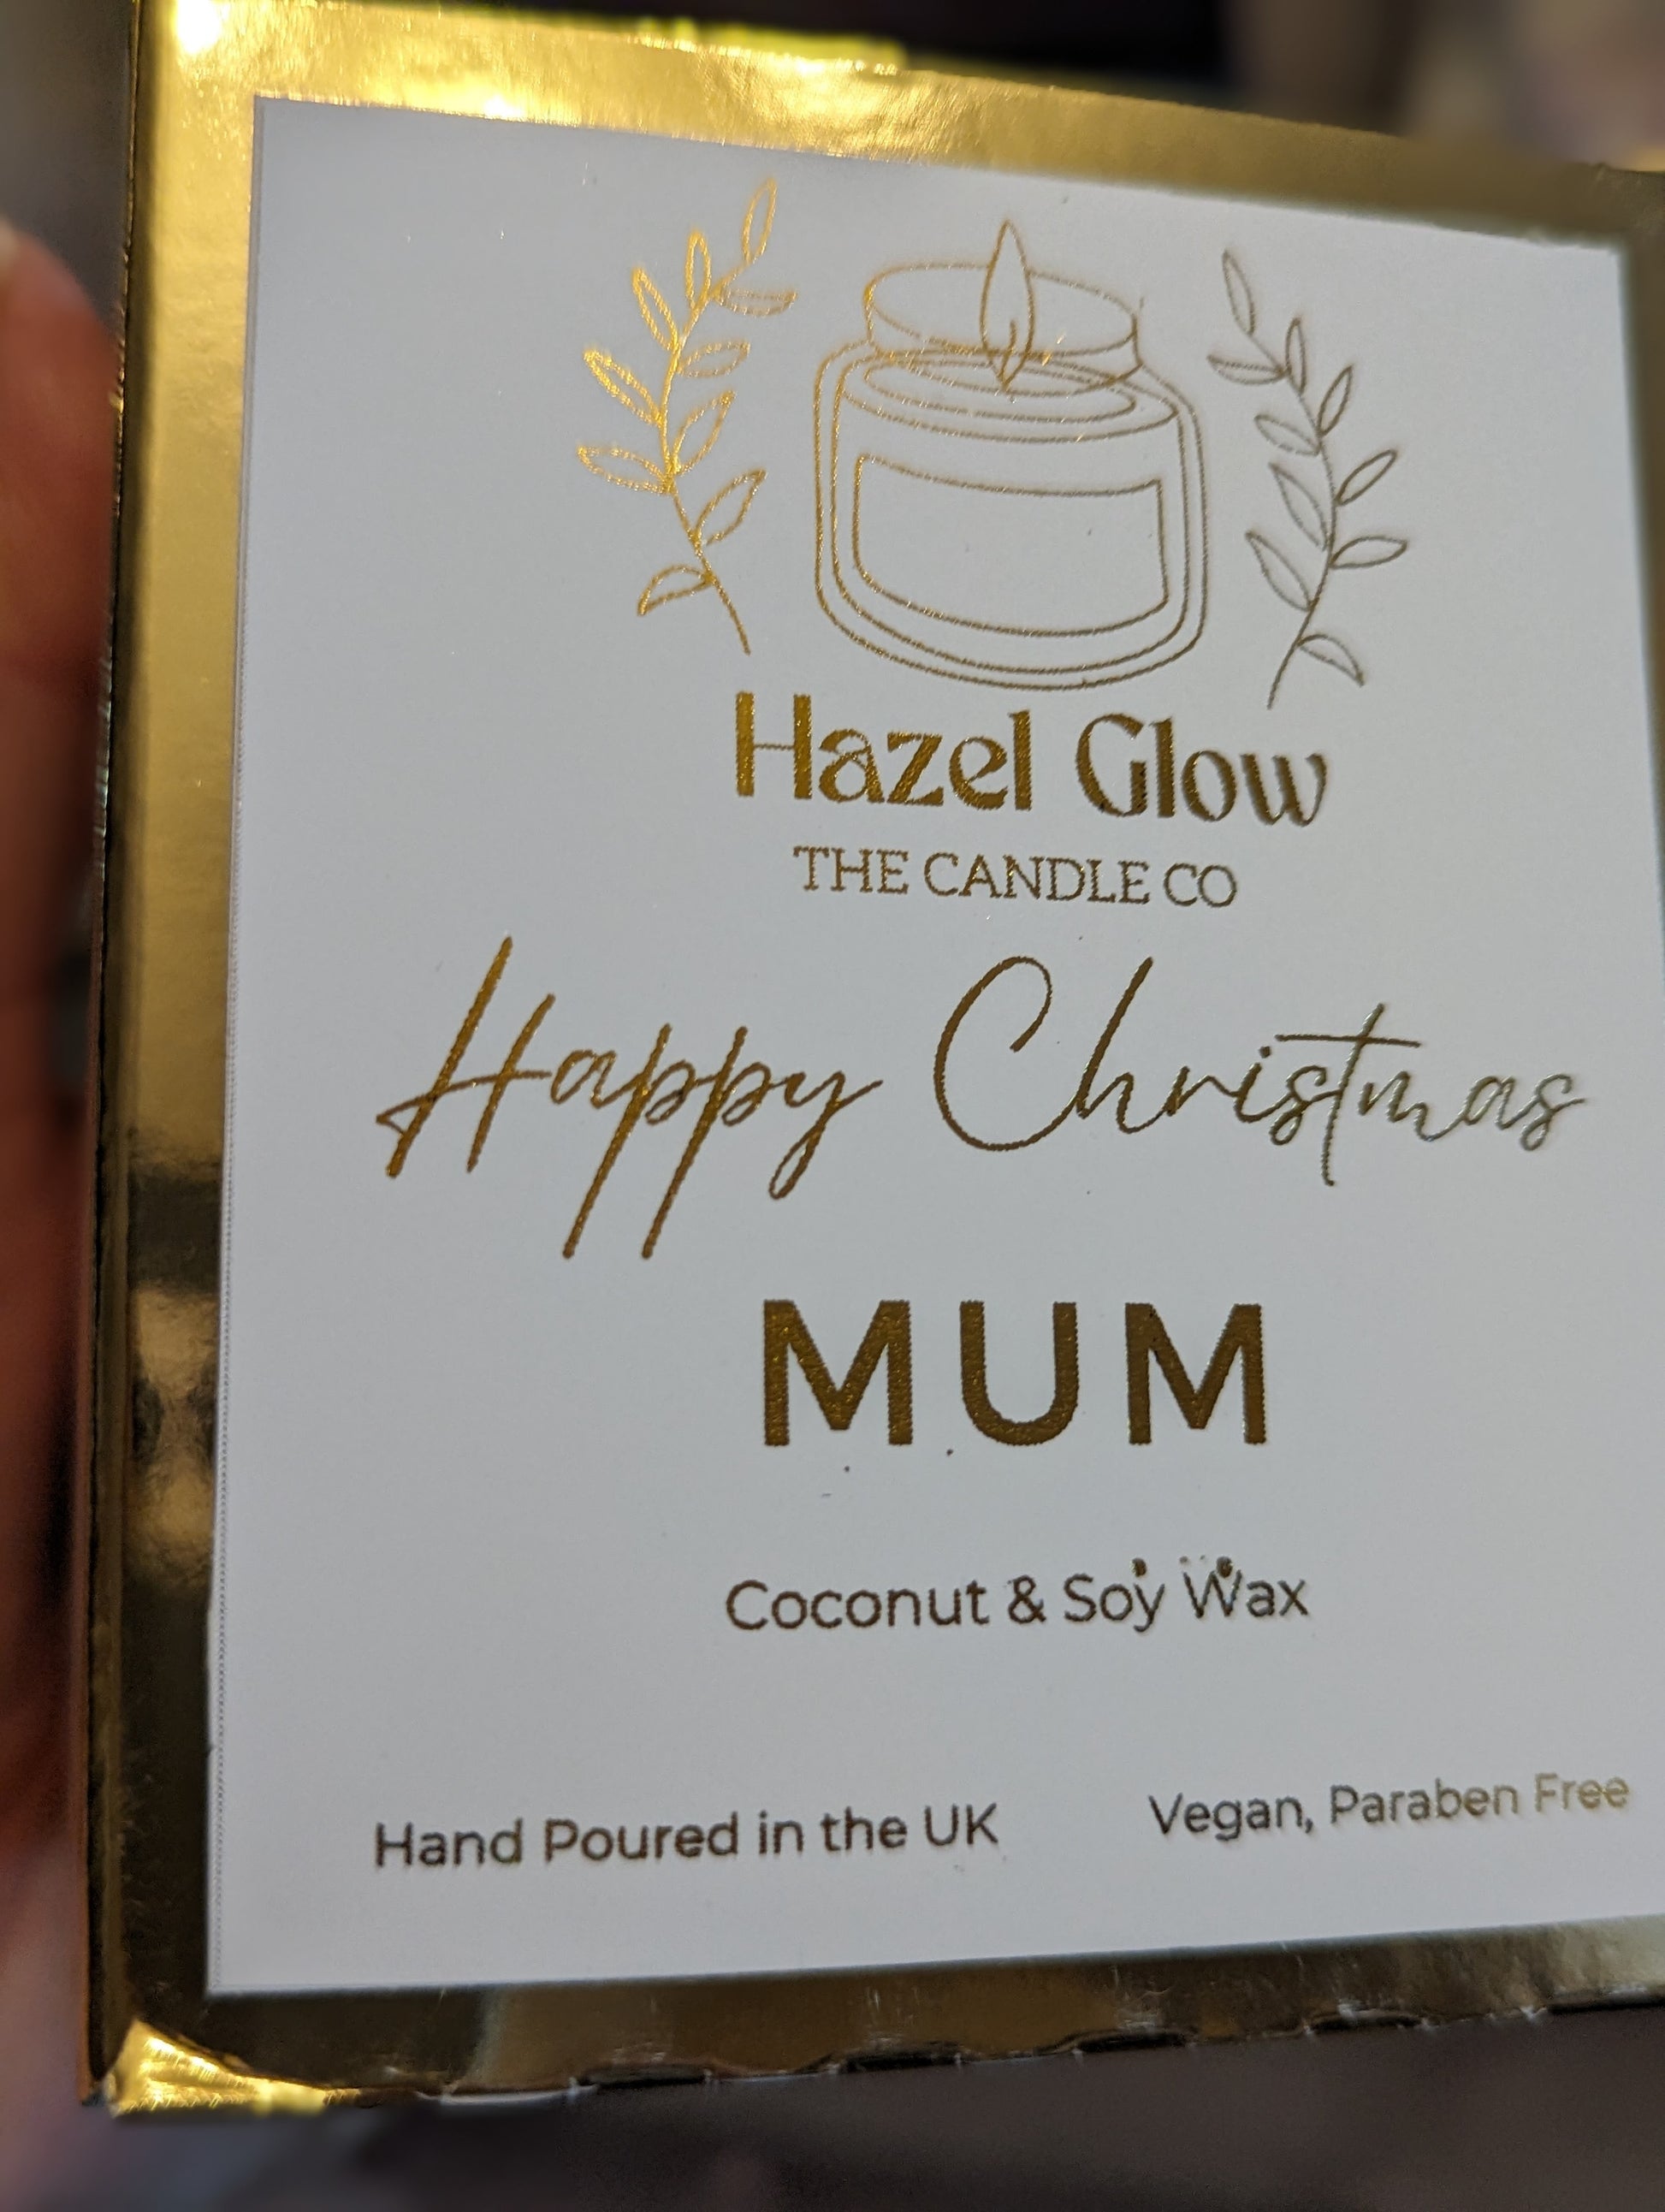 Hazel Glow
THE CANDLE CO
Happy Christmas
MUM
Coconut & Soy Wax
Hand Poured in the UK
Vegan, Paraben Free